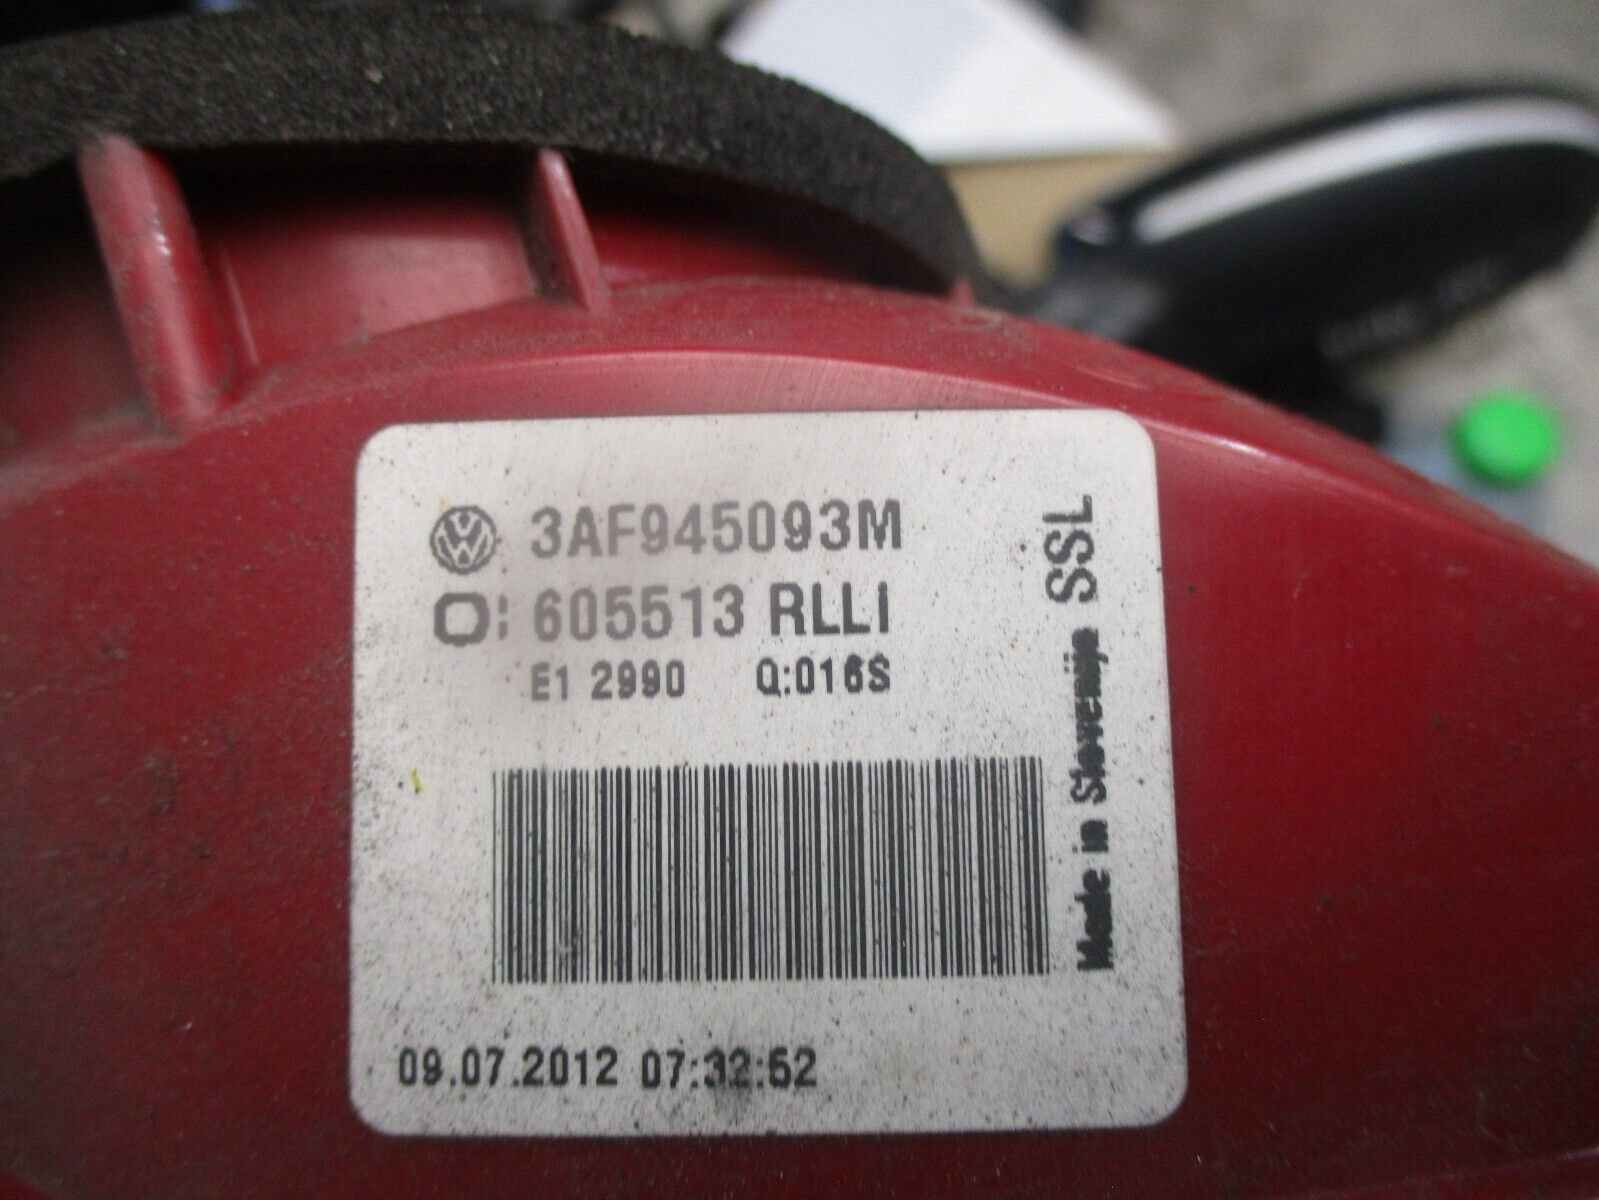 3AF945093M
605513 RLLI
E1 2990 Q:016S
Made in Slovenija SSL
09.07.2012 07:32:52